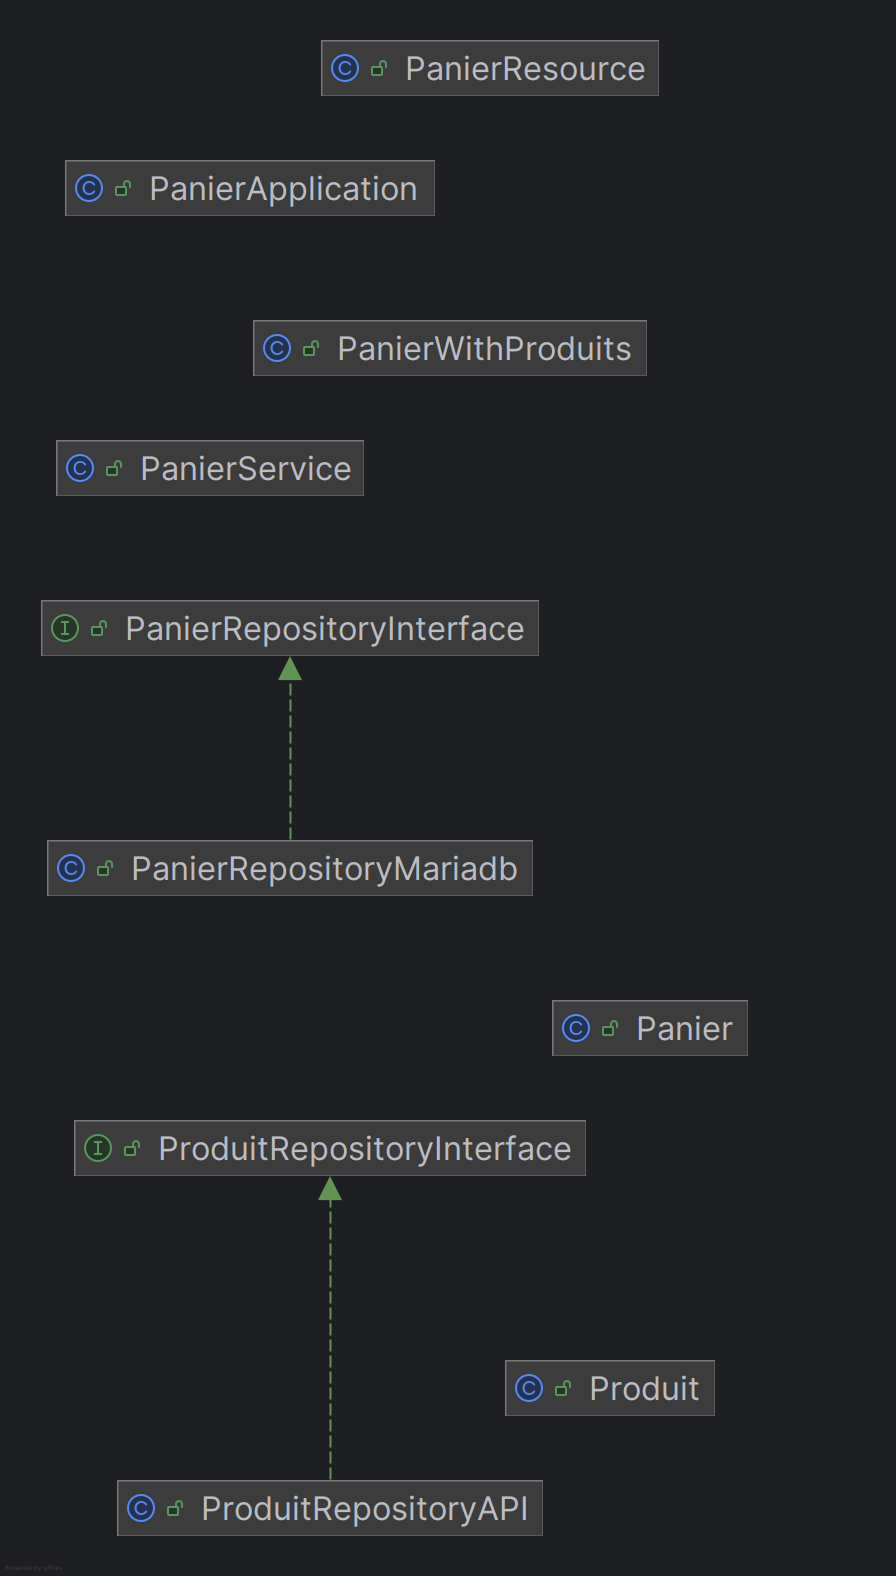 PanierResource
PanierApplication
PanierWithProduits
PanierService
PanierRepositoryInterface
PanierRepositoryMariadb
Panier
ProduitRepositoryInterface
Produit
ProduitRepositoryAPI
Powered by yFiles